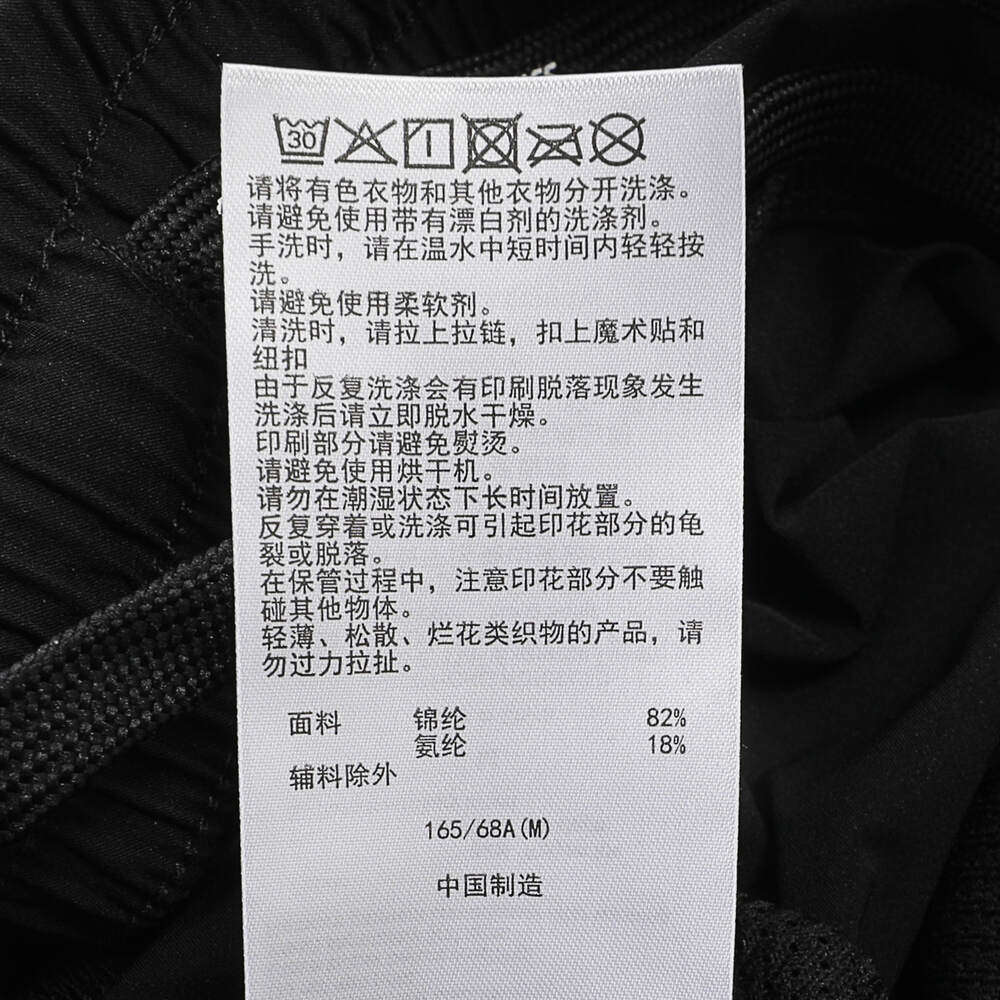 30
请将有色衣物和其他衣物分开洗涤。
请避免使用带有漂白剂的洗涤剂。
手洗时，请在温水中短时间内轻轻按
洗。
请避免使用柔软剂。
清洗时，请拉上拉链，扣上魔术贴和
纽扣
由于反复洗涤会有印刷脱落现象发生
洗涤后请立即脱水干燥。
印刷部分请避免熨烫。
请避免使用烘干机。
请勿在潮湿状态下长时间放置。
反复穿着或洗涤可引起印花部分的龟
裂或脱落。
在保管过程中，注意印花部分不要触
碰其他物体。
轻薄、松散、烂花类织物的产品，请
勿过力拉扯。
面料 锦纶 82%
氨纶 18%
辅料除外
165/68A(M)
中国制造